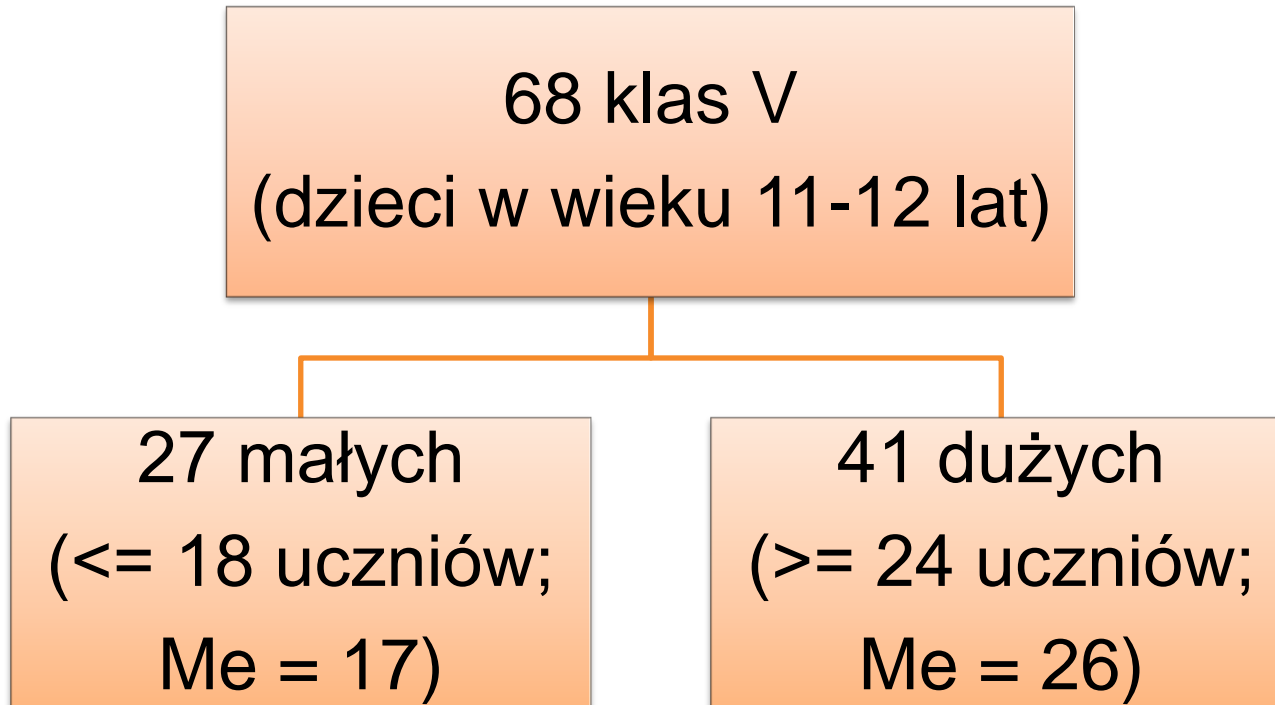 68 klas V
(dzieci w wieku 11-12 lat)
27 małych
(<= 18 uczniów;
Me = 17)
41 dużych
(>= 24 uczniów;
Me = 26)